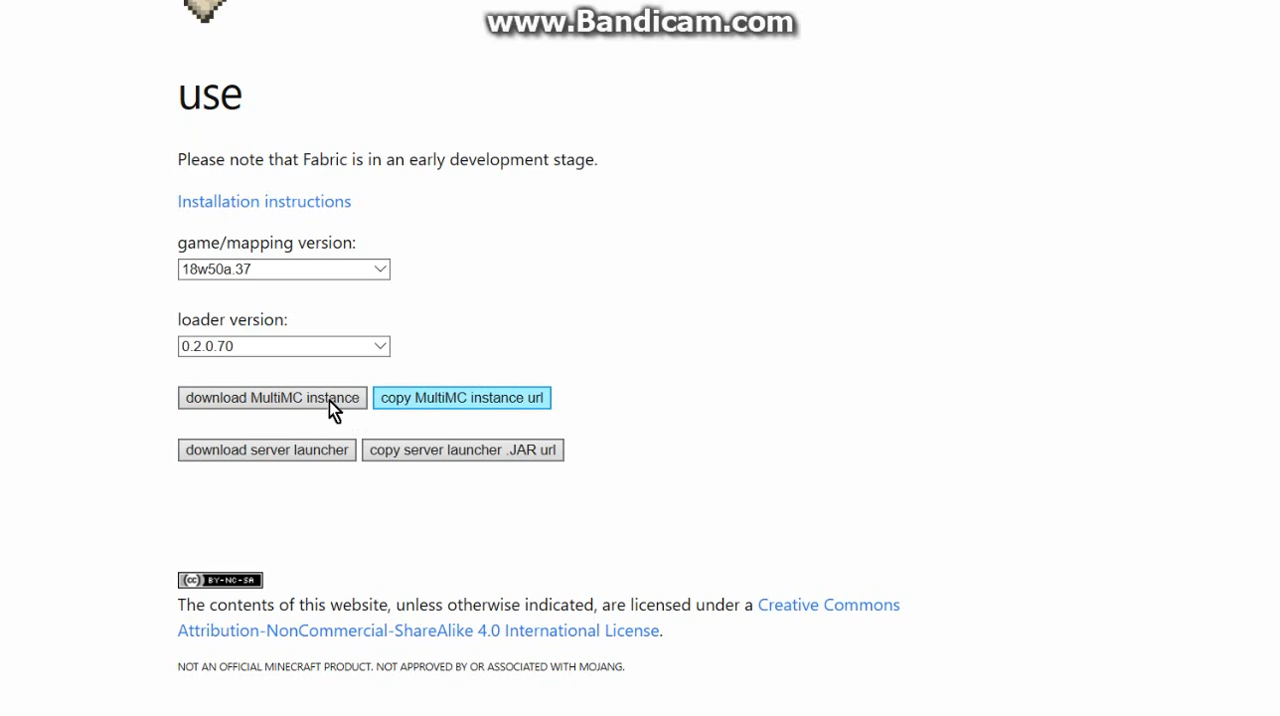 www.Bandicam.com
use
Please note that Fabric is in an early development stage.
Installation instructions
game/mapping version:
18w50a.37
loader version:
0.2.0.70
download MultiMC instance copy MultiMC instance url
download server launcher copy server launcher .JAR url
(cc) BY-NC-SA
The contents of this website, unless otherwise indicated, are licensed under a Creative Commons
Attribution-NonCommercial-ShareAlike 4.0 International License.
NOT AN OFFICIAL MINECRAFT PRODUCT. NOT APPROVED BY OR ASSOCIATED WITH MOJANG.